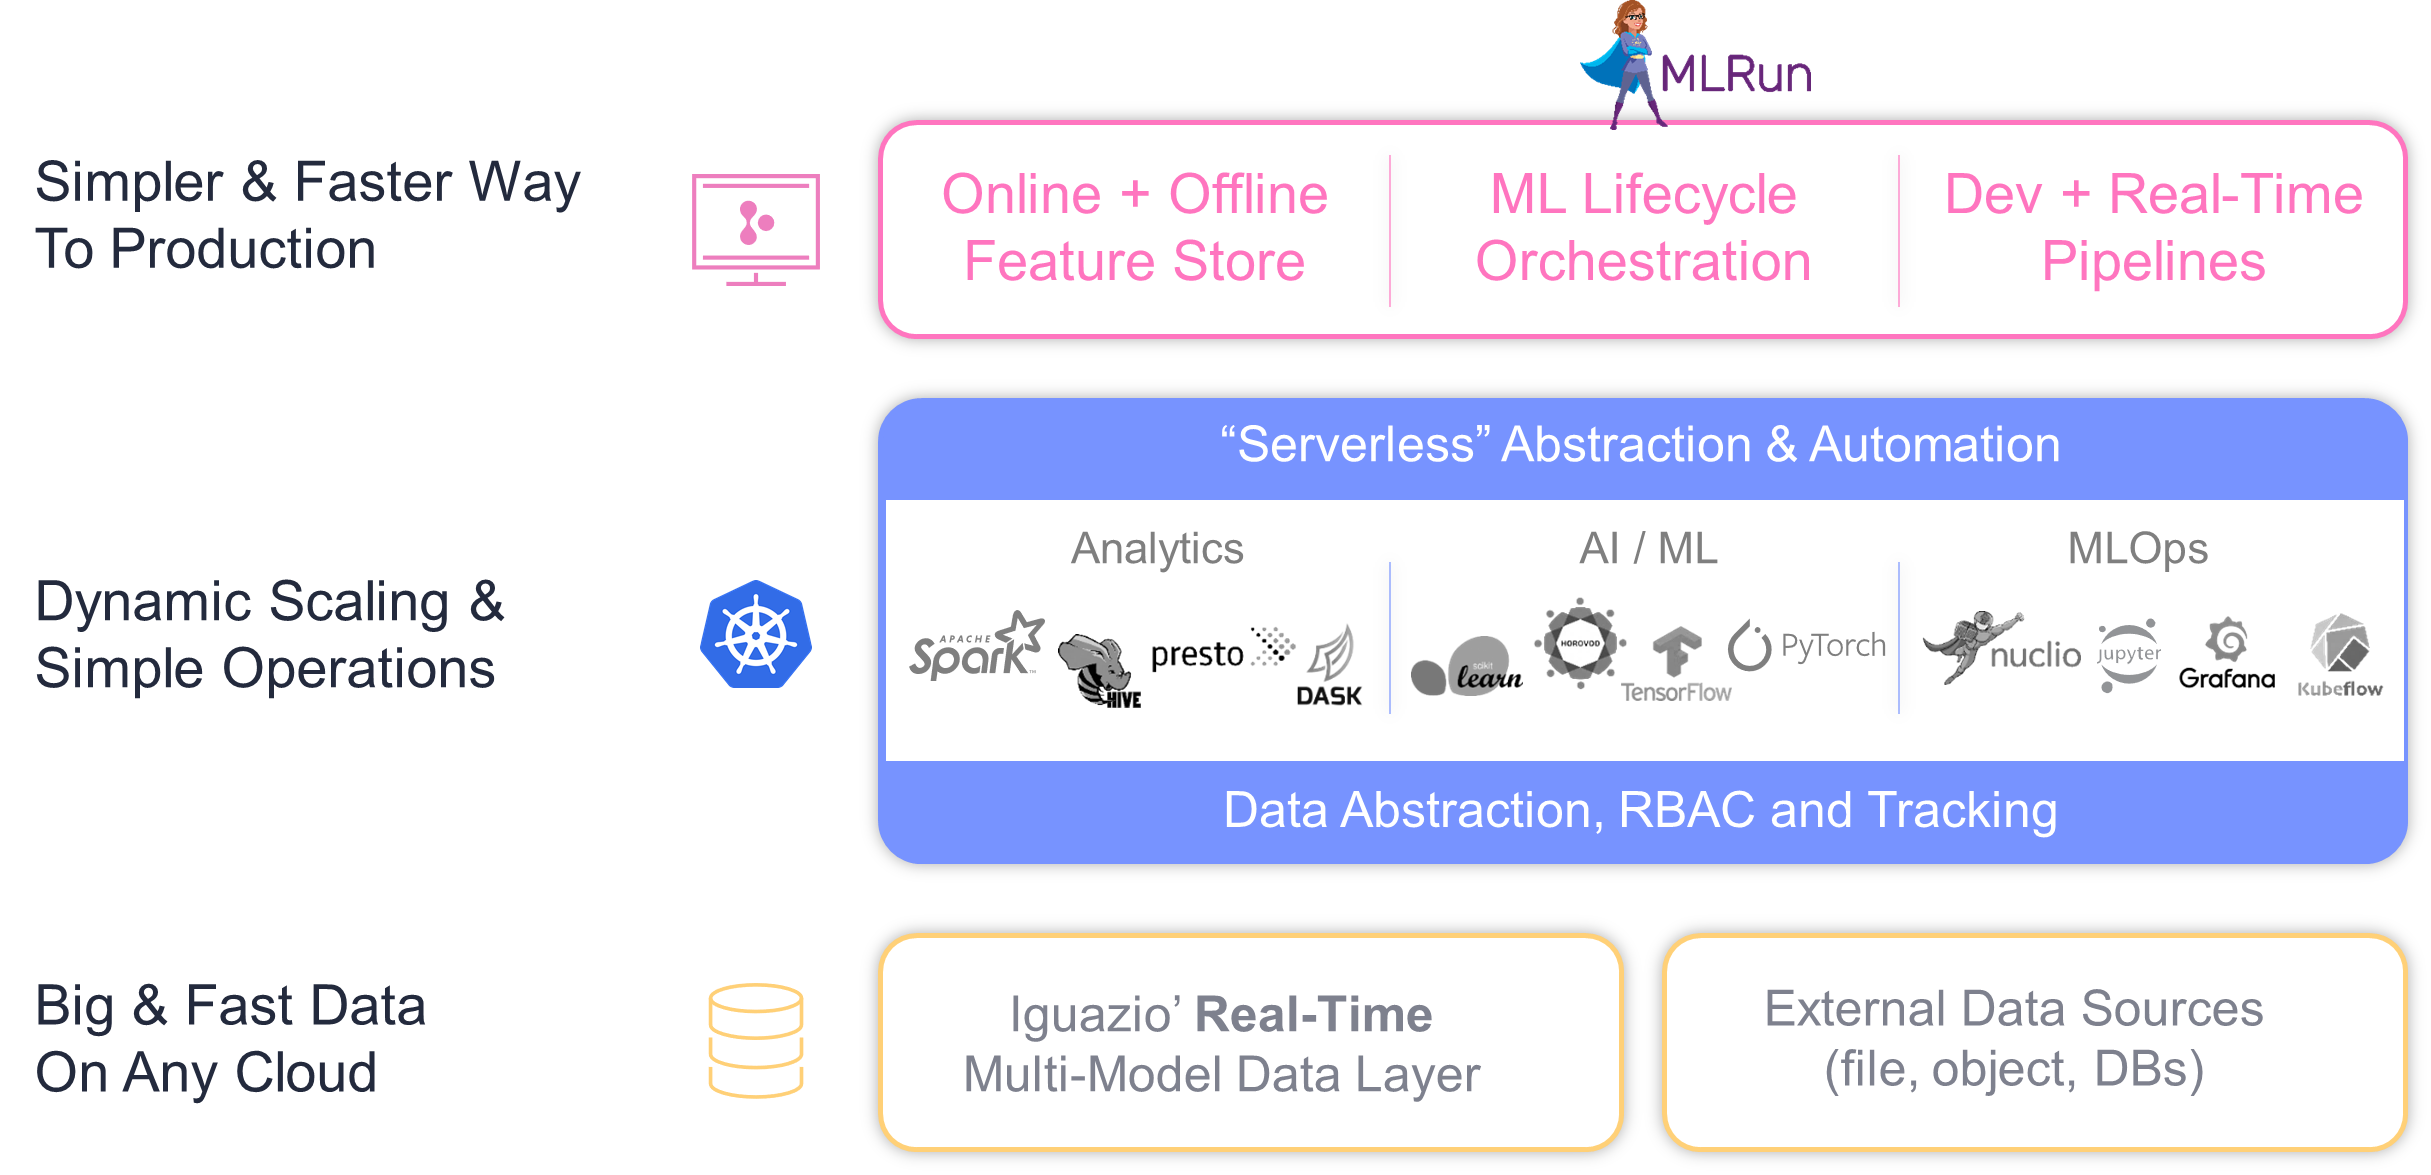 MLRun
Simpler & Faster Way
To Production
Online + Offline
Feature Store
ML Lifecycle
Orchestration
Dev + Real-Time
Pipelines
“Serverless” Abstraction & Automation
Dynamic Scaling &
Simple Operations
Analytics
APACHE
Spark™
HIVE
presto
DASK
AI / ML
scikit
learn
HOROVOD
TensorFlow
PyTorch
MLOps
nuclio
jupyter
Grafana
Kubeflow
Data Abstraction, RBAC and Tracking
Big & Fast Data
On Any Cloud
Iguazio’ Real-Time
Multi-Model Data Layer
External Data Sources
(file, object, DBs)